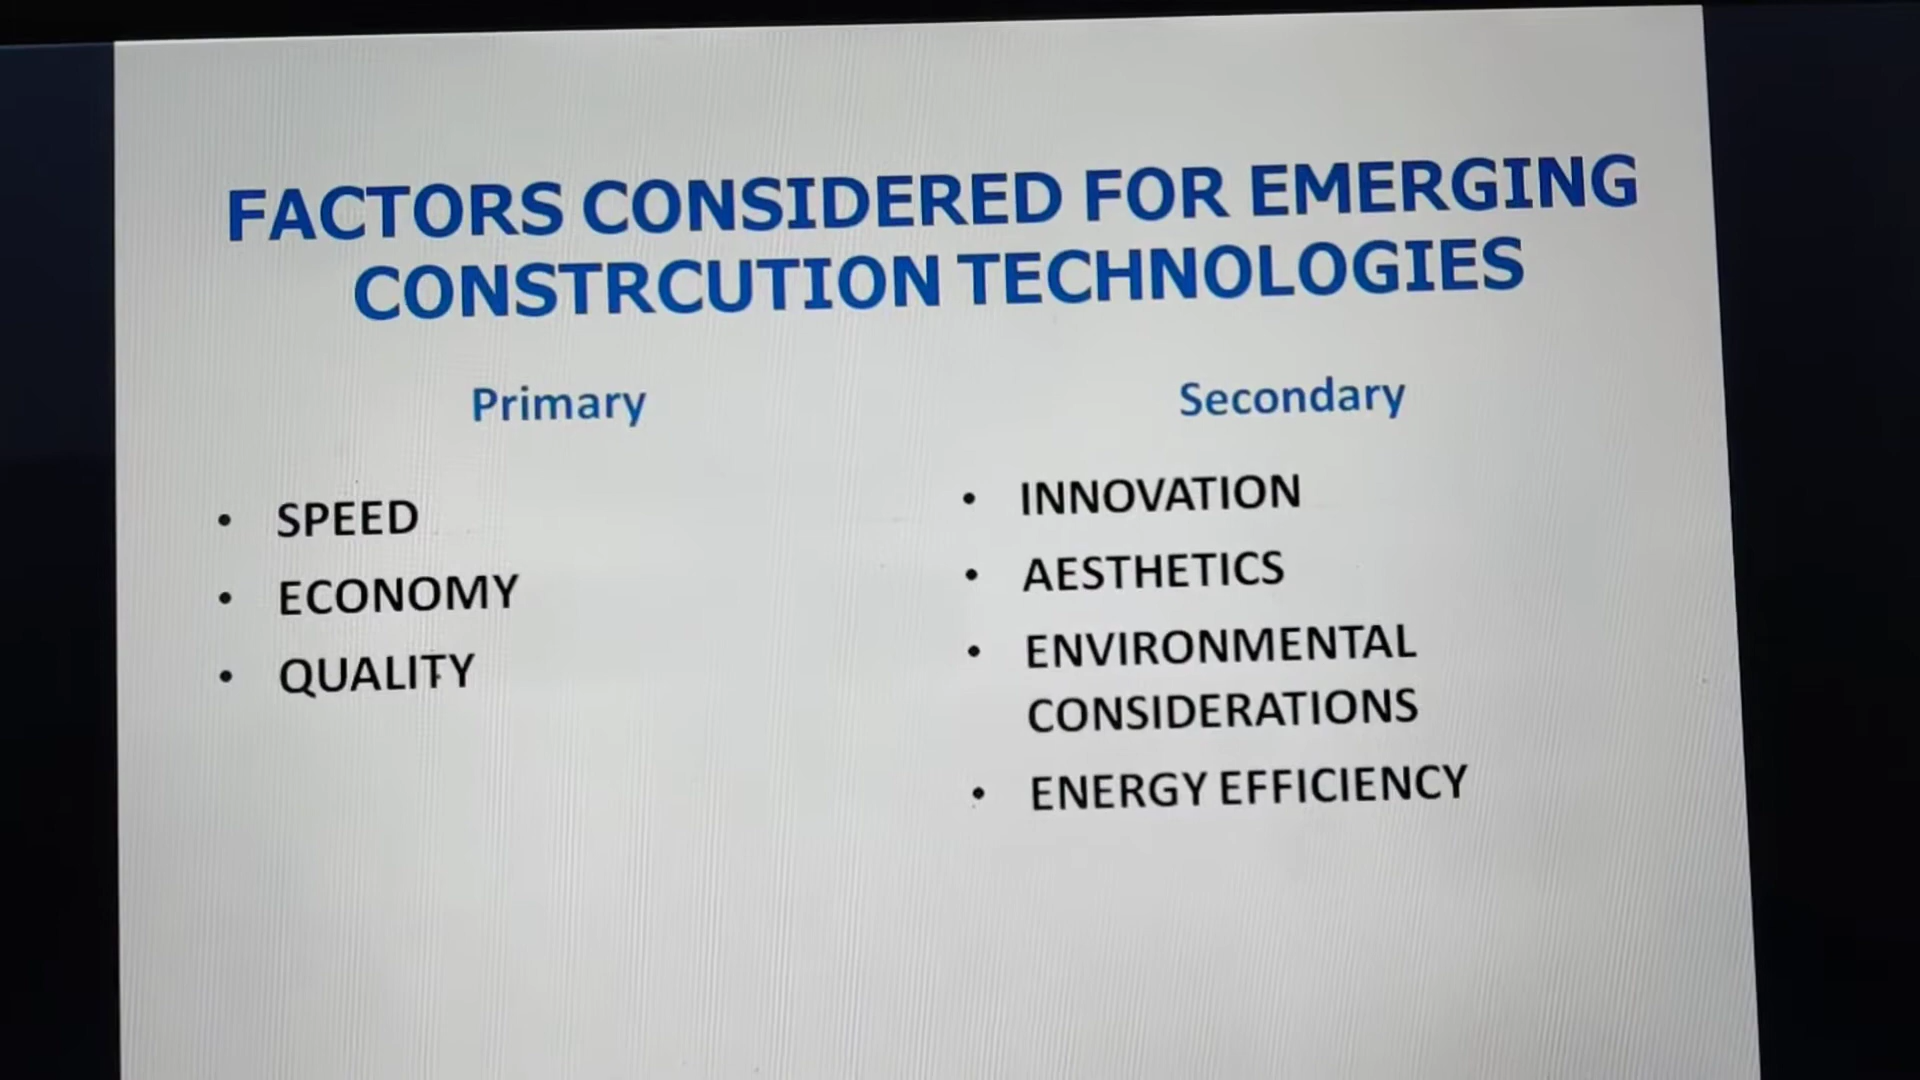 FACTORS CONSIDERED FOR EMERGING
CONSTRCUTION TECHNOLOGIES
Primary
• SPEED
• ECONOMY
• QUALITY
Secondary
• INNOVATION
• AESTHETICS
• ENVIRONMENTAL
CONSIDERATIONS
• ENERGY EFFICIENCY